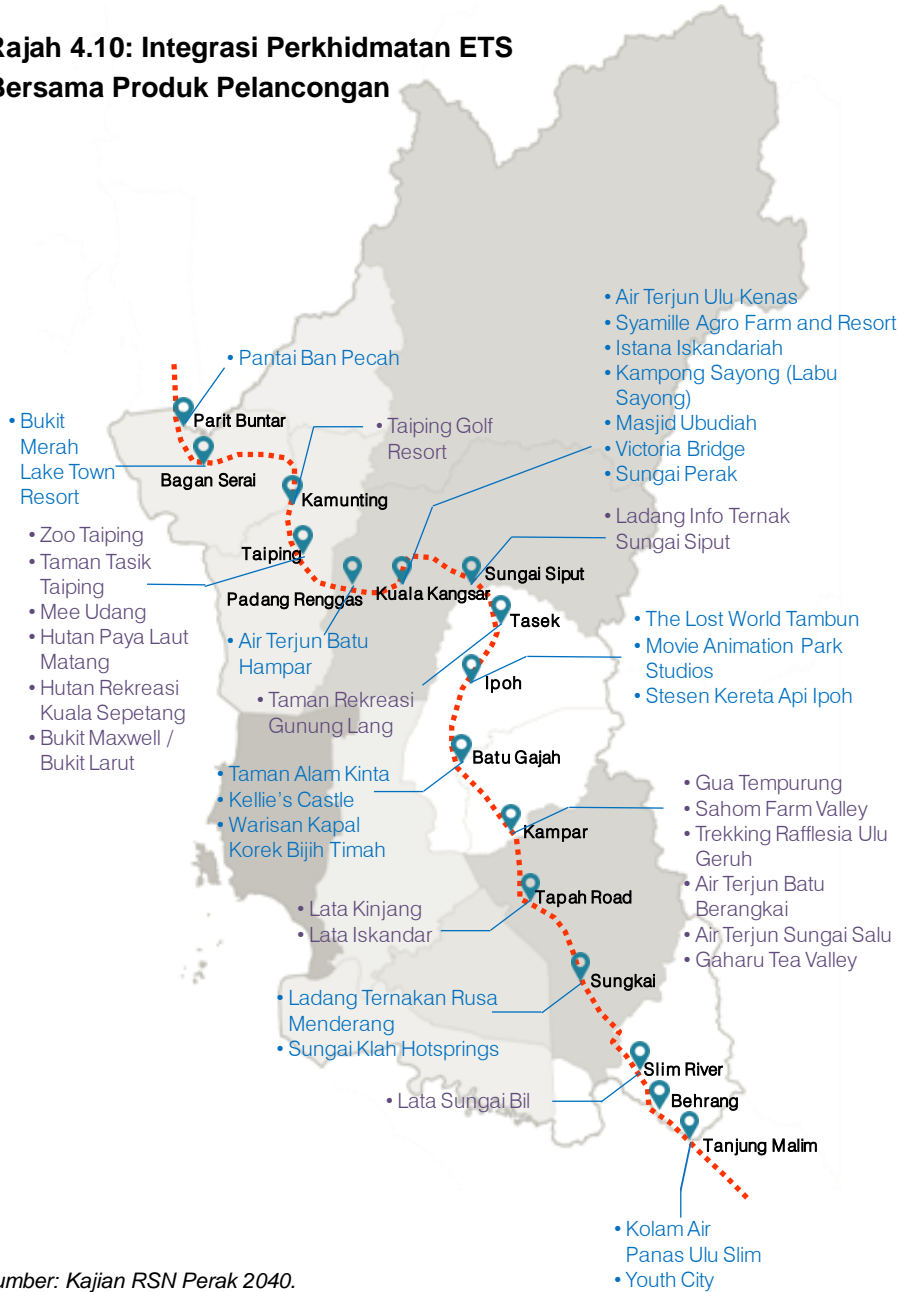 Rajah 4.10: Integrasi Perkhidmatan ETS
Bersama Produk Pelancongan
• Air Terjun Ulu Kenas
• Syamille Agro Farm and Resort
• Istana Iskandariah
• Kampong Sayong (Labu
Sayong)
• Masjid Ubudiah
• Victoria Bridge
• Sungai Perak
• Pantai Ban Pecah
Parit Buntar
• Bukit
Merah
Lake Town
Resort
Bagan Serai
• Taiping Golf
Resort
Kamunting
• Zoo Taiping
• Taman Tasik
Taiping
• Mee Udang
• Hutan Paya Laut
Matang
• Hutan Rekreasi
Kuala Sepetang
• Bukit Maxwell /
Bukit Larut
Taiping
Padang Renggas
Kuala Kangsar
Sungai Siput
• Ladang Info Ternak
Sungai Siput
Tasek
• Air Terjun Batu
Hampar
• The Lost World Tambun
• Movie Animation Park
Studios
• Stesen Kereta Api Ipoh
Ipoh
• Taman Rekreasi
Gunung Lang
Batu Gajah
• Taman Alam Kinta
• Kellie's Castle
• Warisan Kapal
Korek Bijih Timah
• Gua Tempurung
• Sahom Farm Valley
• Trekking Rafflesia Ulu
Geruh
• Air Terjun Batu
Berangkai
• Air Terjun Sungai Salu
• Gaharu Tea Valley
Kampar
Tapah Road
• Lata Kinjang
• Lata Iskandar
Sungkai
• Ladang Ternakan Rusa
Menderang
• Sungai Klah Hotsprings
Slim River
• Lata Sungai Bil
Behrang
Tanjung Malim
• Kolam Air
Panas Ulu Slim
• Youth City
umber: Kajian RSN Perak 2040.